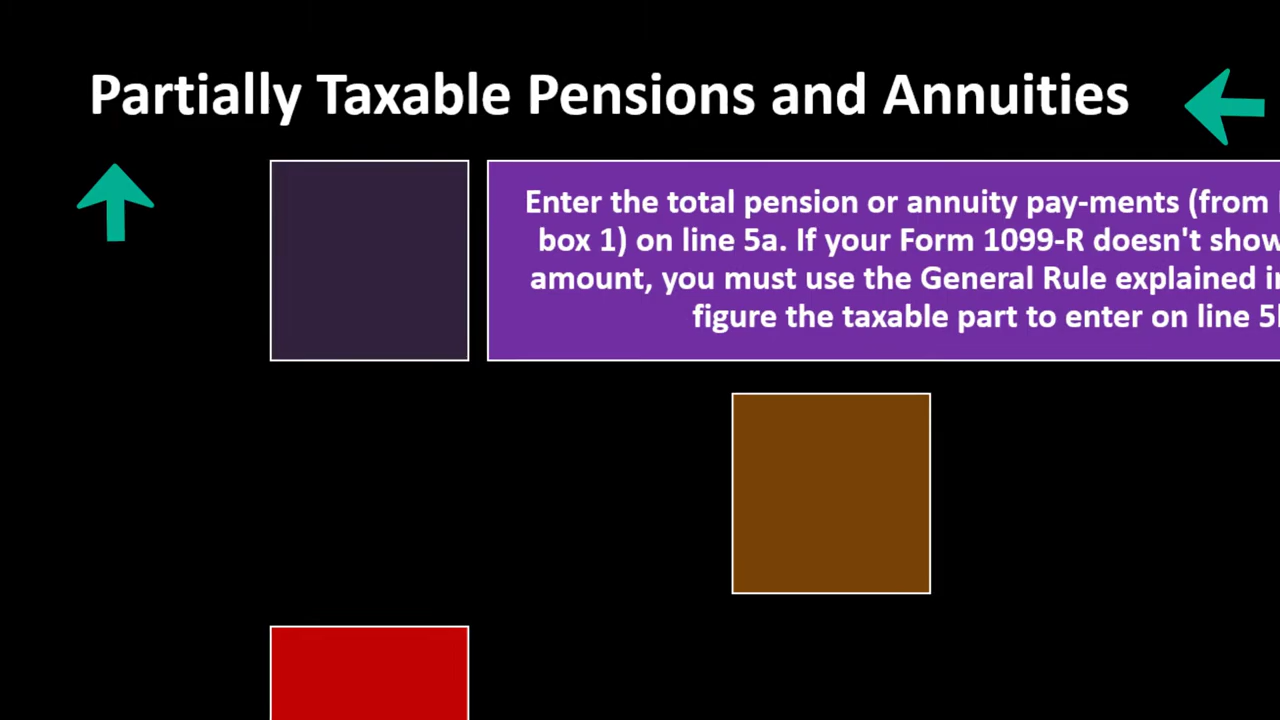 Partially Taxable Pensions and Annuities
Enter the total pension or annuity pay-ments (from
box 1) on line 5a. If your Form 1099-R doesn't show
amount, you must use the General Rule explained in
figure the taxable part to enter on line 5b